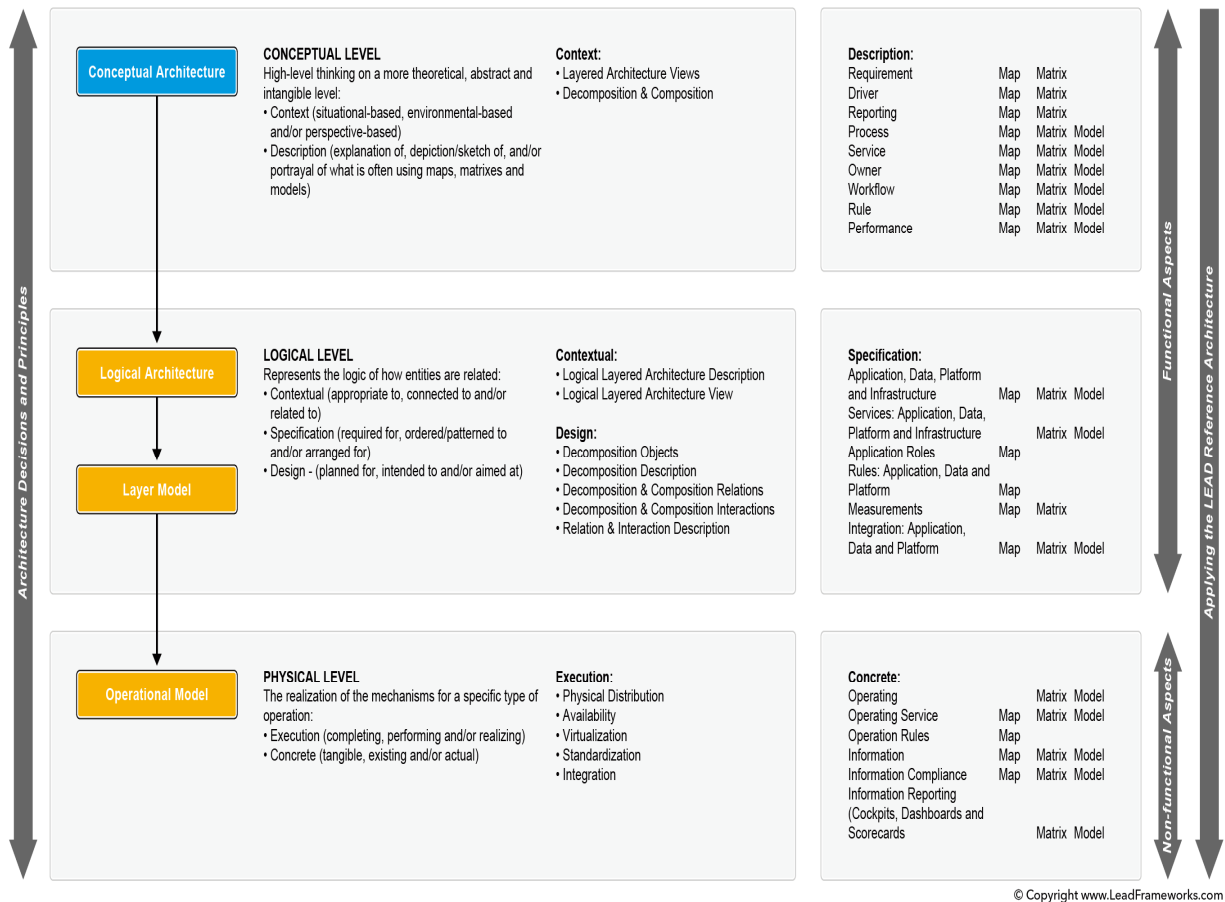 Architecture Decisions and Principles
Conceptual Architecture
CONCEPTUAL LEVEL
High-level thinking on a more theoretical, abstract and
intangible level:
• Context (situational-based, environmental-based
and/or perspective-based)
• Description (explanation of, depiction/sketch of, and/or
portrayal of what is often using maps, matrixes and
models)
Context:
• Layered Architecture Views
• Decomposition & Composition
Description:
Requirement Map Matrix
Driver Map Matrix
Reporting Map Matrix
Process Map Matrix Model
Service Map Matrix Model
Owner Map Matrix Model
Workflow Map Matrix Model
Rule Map Matrix Model
Performance Map Matrix Model
Logical Architecture
Layer Model
LOGICAL LEVEL
Represents the logic of how entities are related:
• Contextual (appropriate to, connected to and/or
related to)
• Specification (required for, ordered/patterned to
and/or arranged for)
• Design - (planned for, intended to and/or aimed at)
Contextual:
• Logical Layered Architecture Description
• Logical Layered Architecture View
Design:
• Decomposition Objects
• Decomposition Description
• Decomposition & Composition Relations
• Decomposition & Composition Interactions
• Relation & Interaction Description
Specification:
Application, Data, Platform
and Infrastructure Map Matrix Model
Services: Application, Data,
Platform and Infrastructure Matrix Model
Application Roles Map
Rules: Application, Data and
Platform Map
Measurements Map Matrix
Integration: Application,
Data and Platform Map Matrix Model
Operational Model
PHYSICAL LEVEL
The realization of the mechanisms for a specific type of
operation:
• Execution (completing, performing and/or realizing)
• Concrete (tangible, existing and/or actual)
Execution:
• Physical Distribution
• Availability
• Virtualization
• Standardization
• Integration
Concrete:
Operating Matrix Model
Operating Service Map Matrix Model
Operation Rules Map
Information Map Matrix Model
Information Compliance Map Matrix Model
Information Reporting
(Cockpits, Dashboards and
Scorecards Matrix Model
Functional Aspects
Non-functional Aspects
Applying the LEAD Reference Architecture
© Copyright www.LeadFrameworks.com